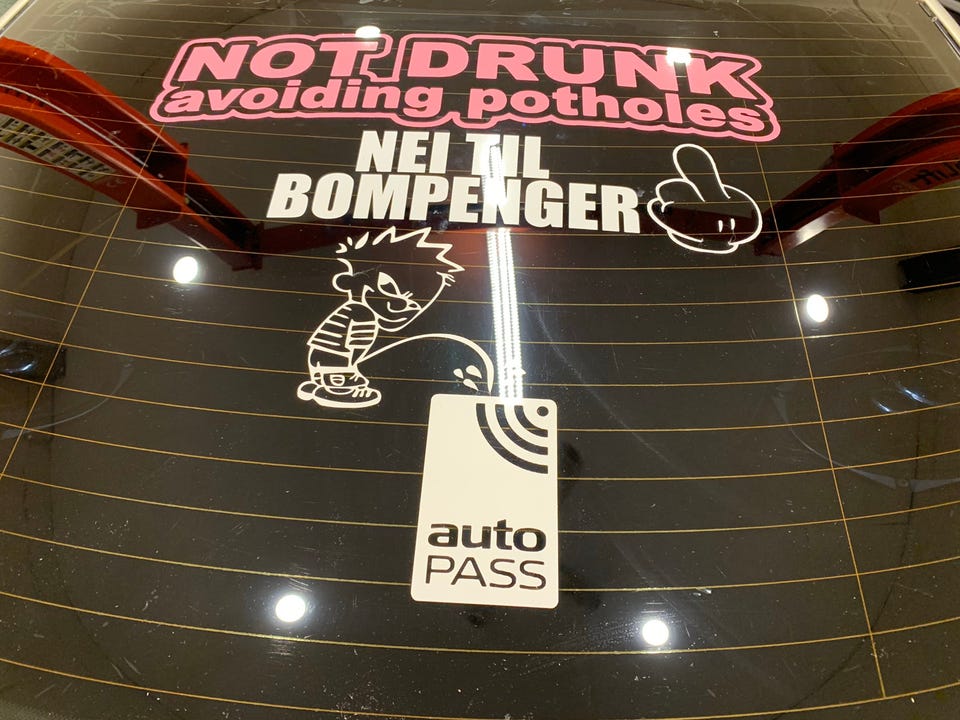 NOT DRUNK
avoiding potholes
NEI TIL
BOMPENGER
auto
PASS